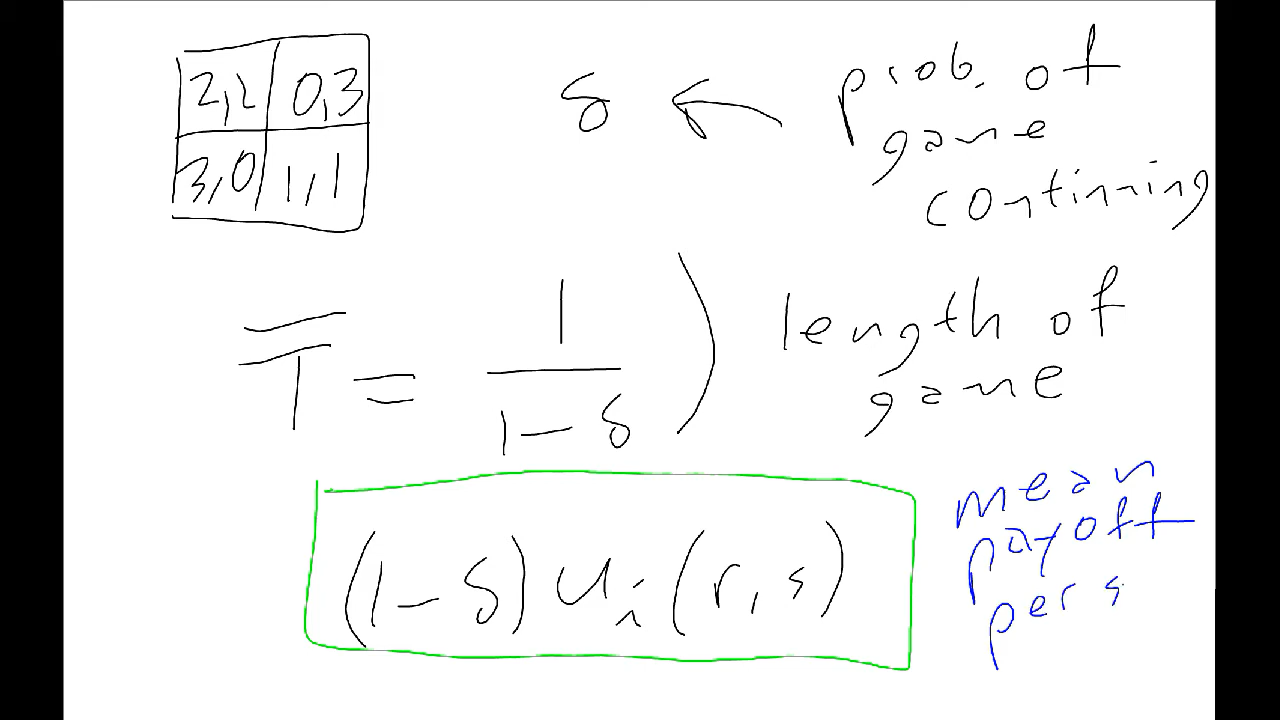 2,2 0,3
3,0 1,1
δ ← prob. of
game
continuing
T̄ = 1/(1-δ) ) length of
game
(1-δ) uᵢ(r,s)
mean
payoff
per s